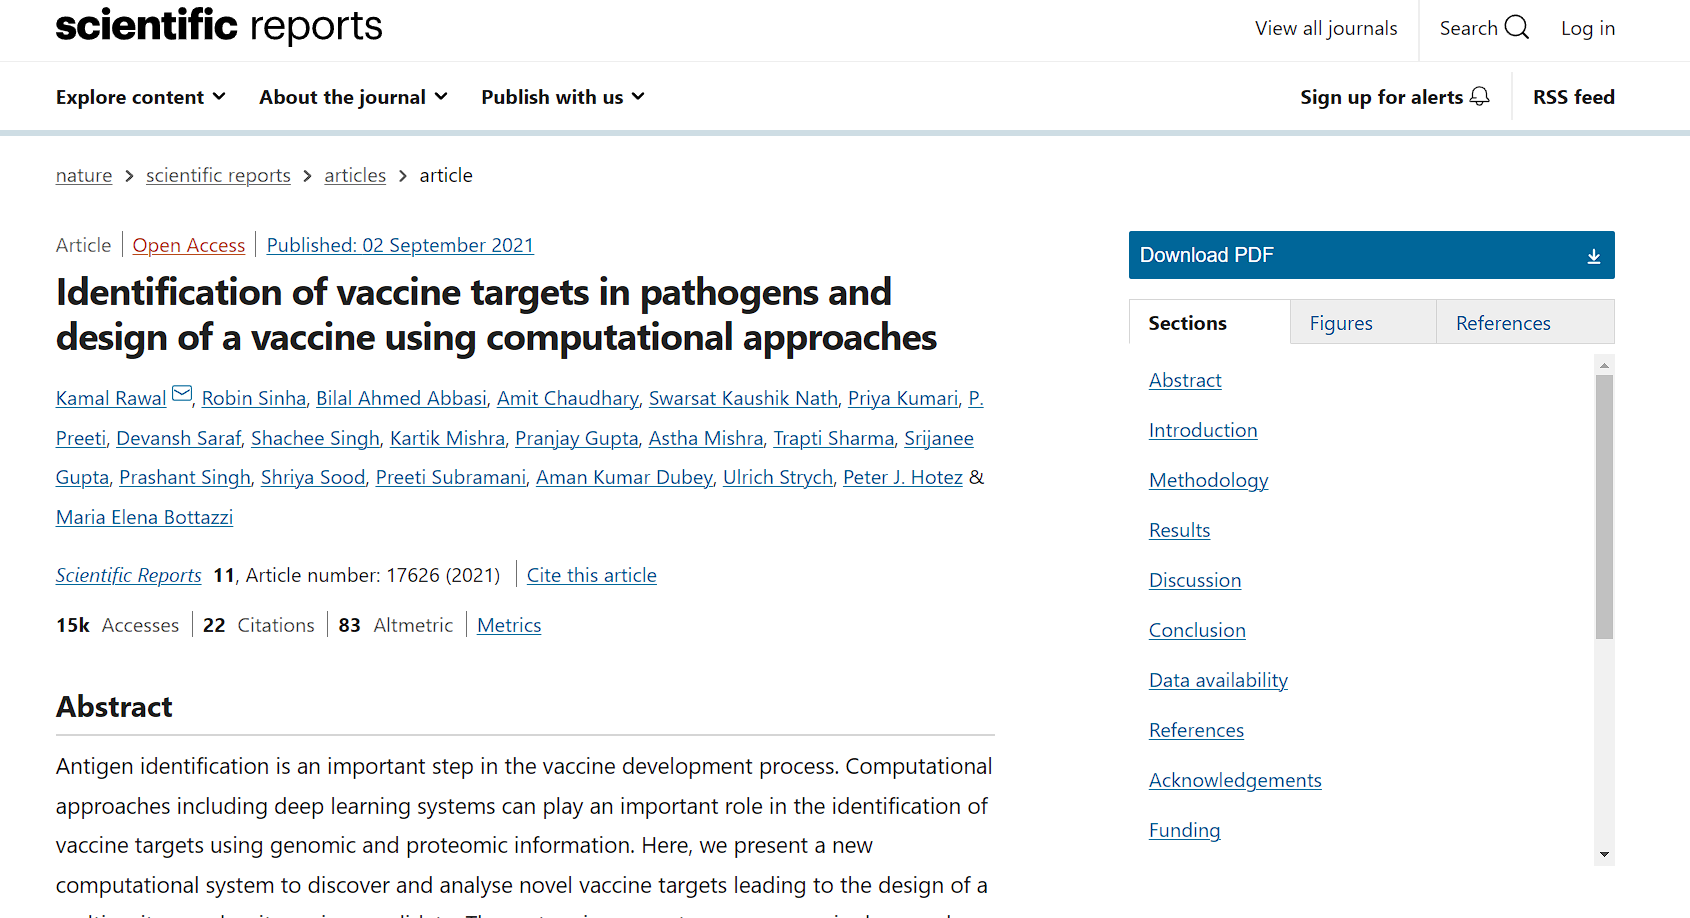 scientific reports
View all journals
Search
Log in
Explore content
About the journal
Publish with us
Sign up for alerts
RSS feed
nature > scientific reports > articles > article
Article | Open Access | Published: 02 September 2021
Identification of vaccine targets in pathogens and
design of a vaccine using computational approaches
Kamal Rawal, Robin Sinha, Bilal Ahmed Abbasi, Amit Chaudhary, Swarsat Kaushik Nath, Priya Kumari, P.
Preeti, Devansh Saraf, Shachee Singh, Kartik Mishra, Pranjay Gupta, Astha Mishra, Trapti Sharma, Srijanee
Gupta, Prashant Singh, Shriya Sood, Preeti Subramani, Aman Kumar Dubey, Ulrich Strych, Peter J. Hotez &
Maria Elena Bottazzi
Scientific Reports 11, Article number: 17626 (2021) | Cite this article
15k Accesses | 22 Citations | 83 Altmetric | Metrics
Abstract
Antigen identification is an important step in the vaccine development process. Computational
approaches including deep learning systems can play an important role in the identification of
vaccine targets using genomic and proteomic information. Here, we present a new
computational system to discover and analyse novel vaccine targets leading to the design of a
Download PDF
Sections
Figures
References
Abstract
Introduction
Methodology
Results
Discussion
Conclusion
Data availability
References
Acknowledgements
Funding